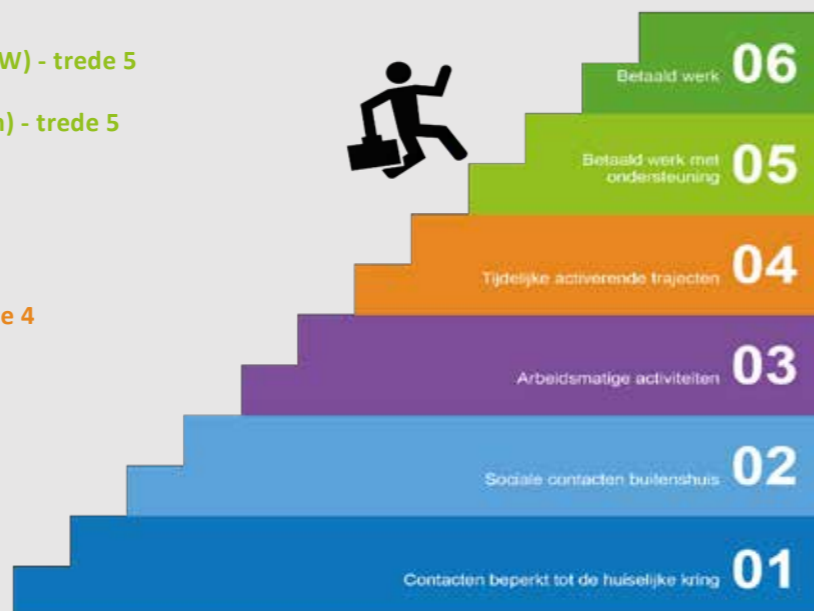 W) - trede 5
) - trede 5
e 4
Betaald werk 06
Betaald werk met
ondersteuning 05
Tijdelijke activerende trajecten 04
Arbeidsmatige activiteiten 03
Sociale contacten buitenshuis 02
Contacten beperkt tot de huiselijke kring 01